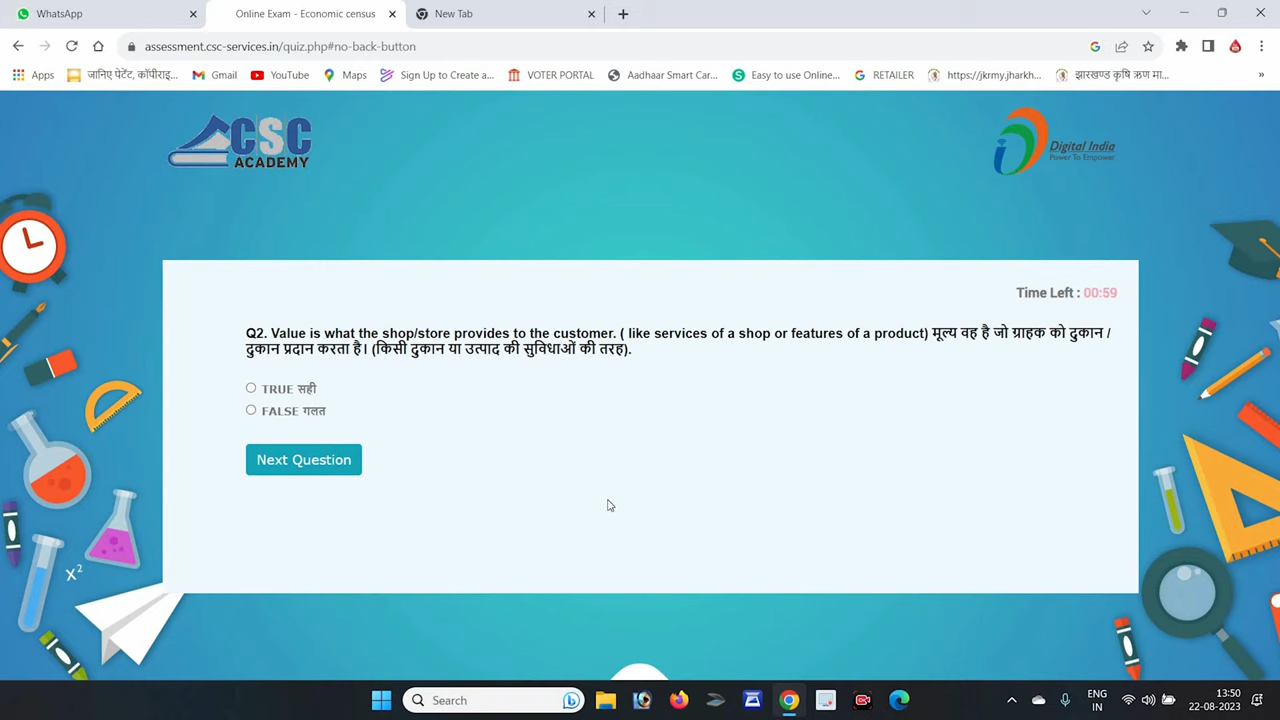 WhatsApp
Online Exam - Economic census
New Tab
assessment.csc-services.in/quiz.php#no-back-button
Apps
जानिए पेटेंट, कॉपीराइ...
Gmail
YouTube
Maps
Sign Up to Create a...
VOTER PORTAL
Aadhaar Smart Car...
Easy to use Online...
RETAILER
https://jkrmy.jharkh...
झारखण्ड कृषि ऋण मा...
»
CSC
ACADEMY
Digital India
Power To Empower
Time Left : 00:59
Q2. Value is what the shop/store provides to the customer. ( like services of a shop or features of a product) मूल्य वह है जो ग्राहक को दुकान /
दुकान प्रदान करता है। (किसी दुकान या उत्पाद की सुविधाओं की तरह).
TRUE सही
FALSE गलत
Next Question
x²
Search
ENG
IN
13:50
22-08-2023